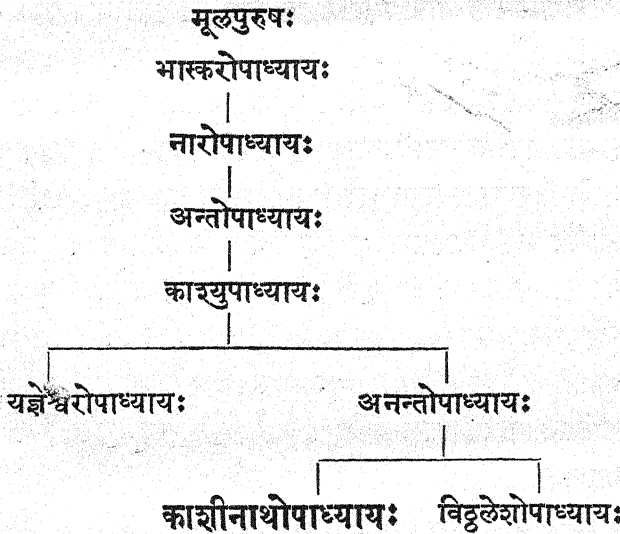 मूलपुरुषः
भास्करोपाध्यायः
नारोपाध्यायः
अन्तोपाध्यायः
काश्युपाध्यायः
यज्ञेश्वरोपाध्यायः अनन्तोपाध्यायः
काशीनाथोपाध्यायः विठ्ठलेशोपाध्यायः